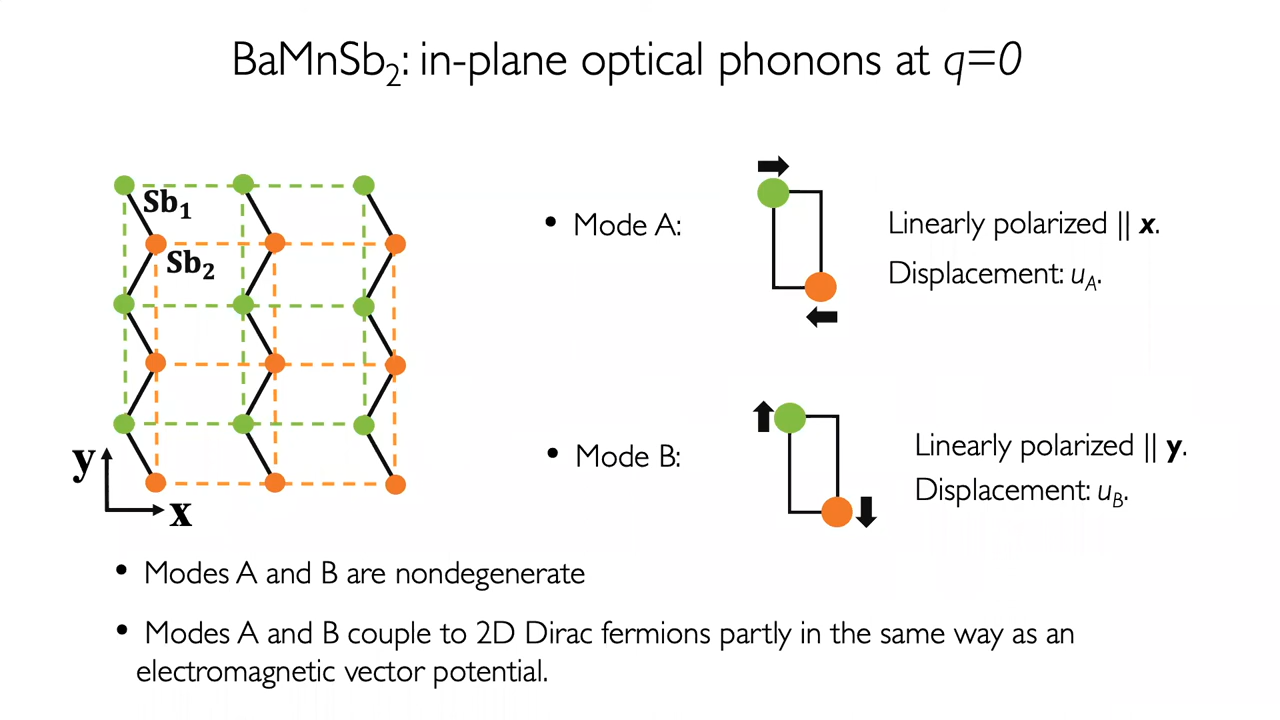 BaMnSb₂: in-plane optical phonons at q=0
Sb₁
Sb₂
y
x
• Mode A:
Linearly polarized || x.
Displacement: u_A.
• Mode B:
Linearly polarized || y.
Displacement: u_B.
• Modes A and B are nondegenerate
• Modes A and B couple to 2D Dirac fermions partly in the same way as an
electromagnetic vector potential.